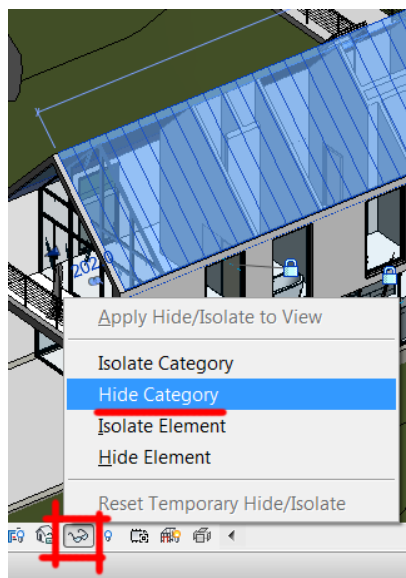 Apply Hide/Isolate to View
Isolate Category
Hide Category
Isolate Element
Hide Element
Reset Temporary Hide/Isolate